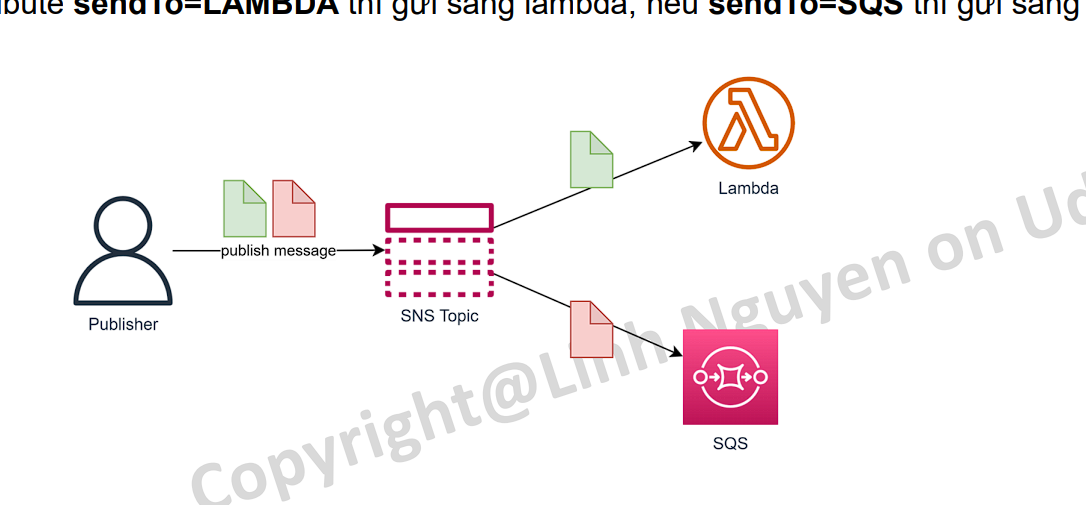 bute sendTo=LAMBDA thì gửi sang lambda, nếu sendTo=SQS thì gửi sang
Lambda
publish message
Publisher
SNS Topic
SQS
Copyright@Linh Nguyen on Ud